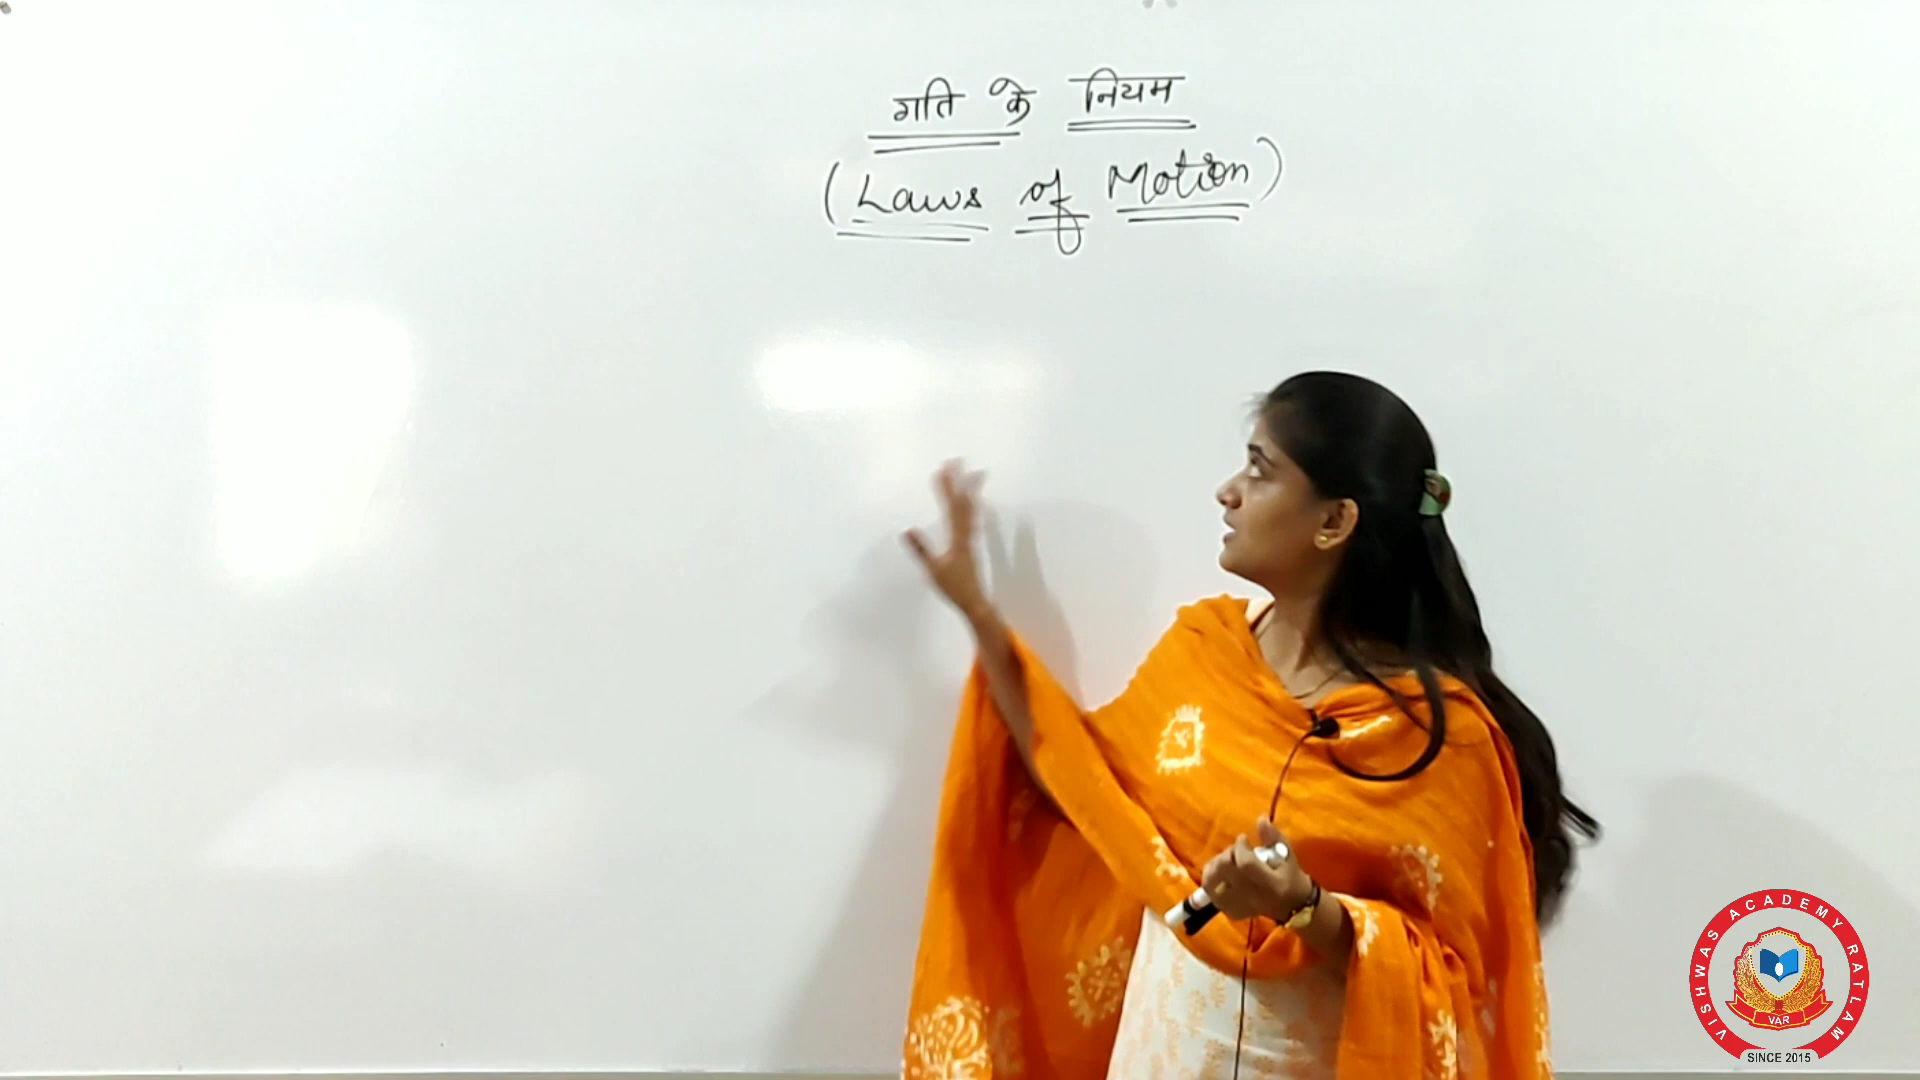 गति के नियम
(Laws of Motion)
VISHWAS ACADEMY RATLAM
VAR
SINCE 2015